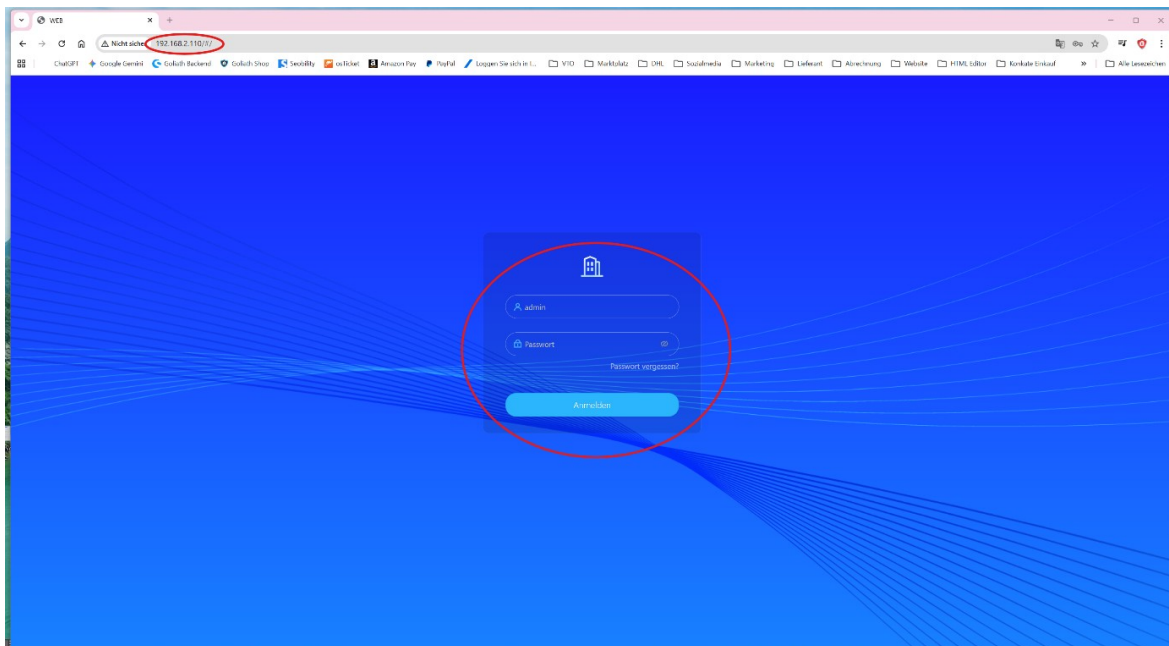 WEB
Nicht sicher 192.168.2.110/#/
ChatGPT Google Gemini Goliath Backend Goliath Shop Seobility osTicket Amazon Pay PayPal Loggen Sie sich in I... VTO Marktplatz DHL Sozialmedia Marketing Lieferant Abrechnung Website HTML Editor Konkate Einkauf » Alle Lesezeichen
admin
Passwort
Passwort vergessen?
Anmelden